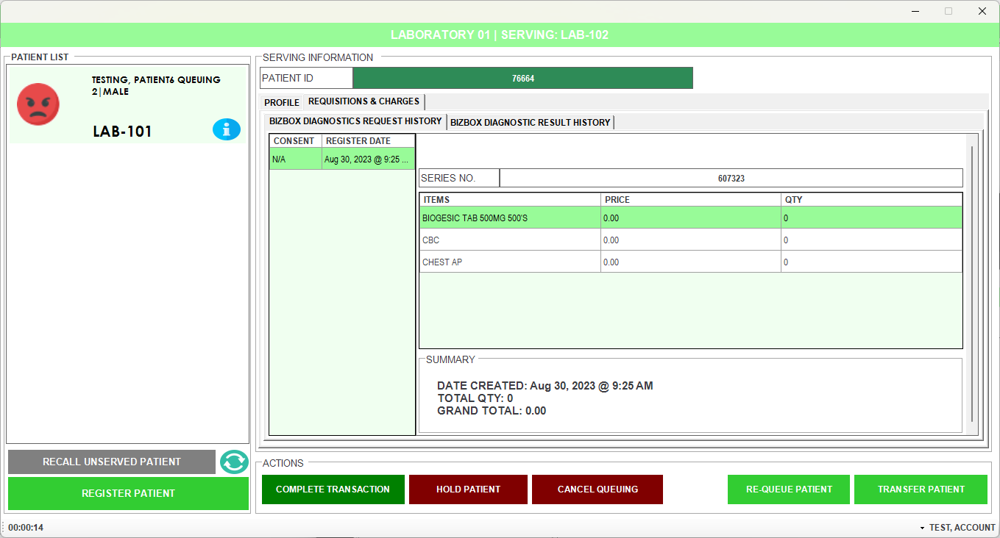 LABORATORY 01 | SERVING: LAB-102
PATIENT LIST
TESTING, PATIENT6 QUEUING
2|MALE
LAB-101
i
RECALL UNSERVED PATIENT
REGISTER PATIENT
SERVING INFORMATION
PATIENT ID 76664
PROFILE REQUISITIONS & CHARGES
BIZBOX DIAGNOSTICS REQUEST HISTORY BIZBOX DIAGNOSTIC RESULT HISTORY
CONSENT REGISTER DATE
N/A Aug 30, 2023 @ 9:25 ...
SERIES NO. 607323
ITEMS PRICE QTY
BIOGESIC TAB 500MG 500'S 0.00 0
CBC 0.00 0
CHEST AP 0.00 0
SUMMARY
DATE CREATED: Aug 30, 2023 @ 9:25 AM
TOTAL QTY: 0
GRAND TOTAL: 0.00
ACTIONS
COMPLETE TRANSACTION HOLD PATIENT CANCEL QUEUING RE-QUEUE PATIENT TRANSFER PATIENT
00:00:14 TEST, ACCOUNT